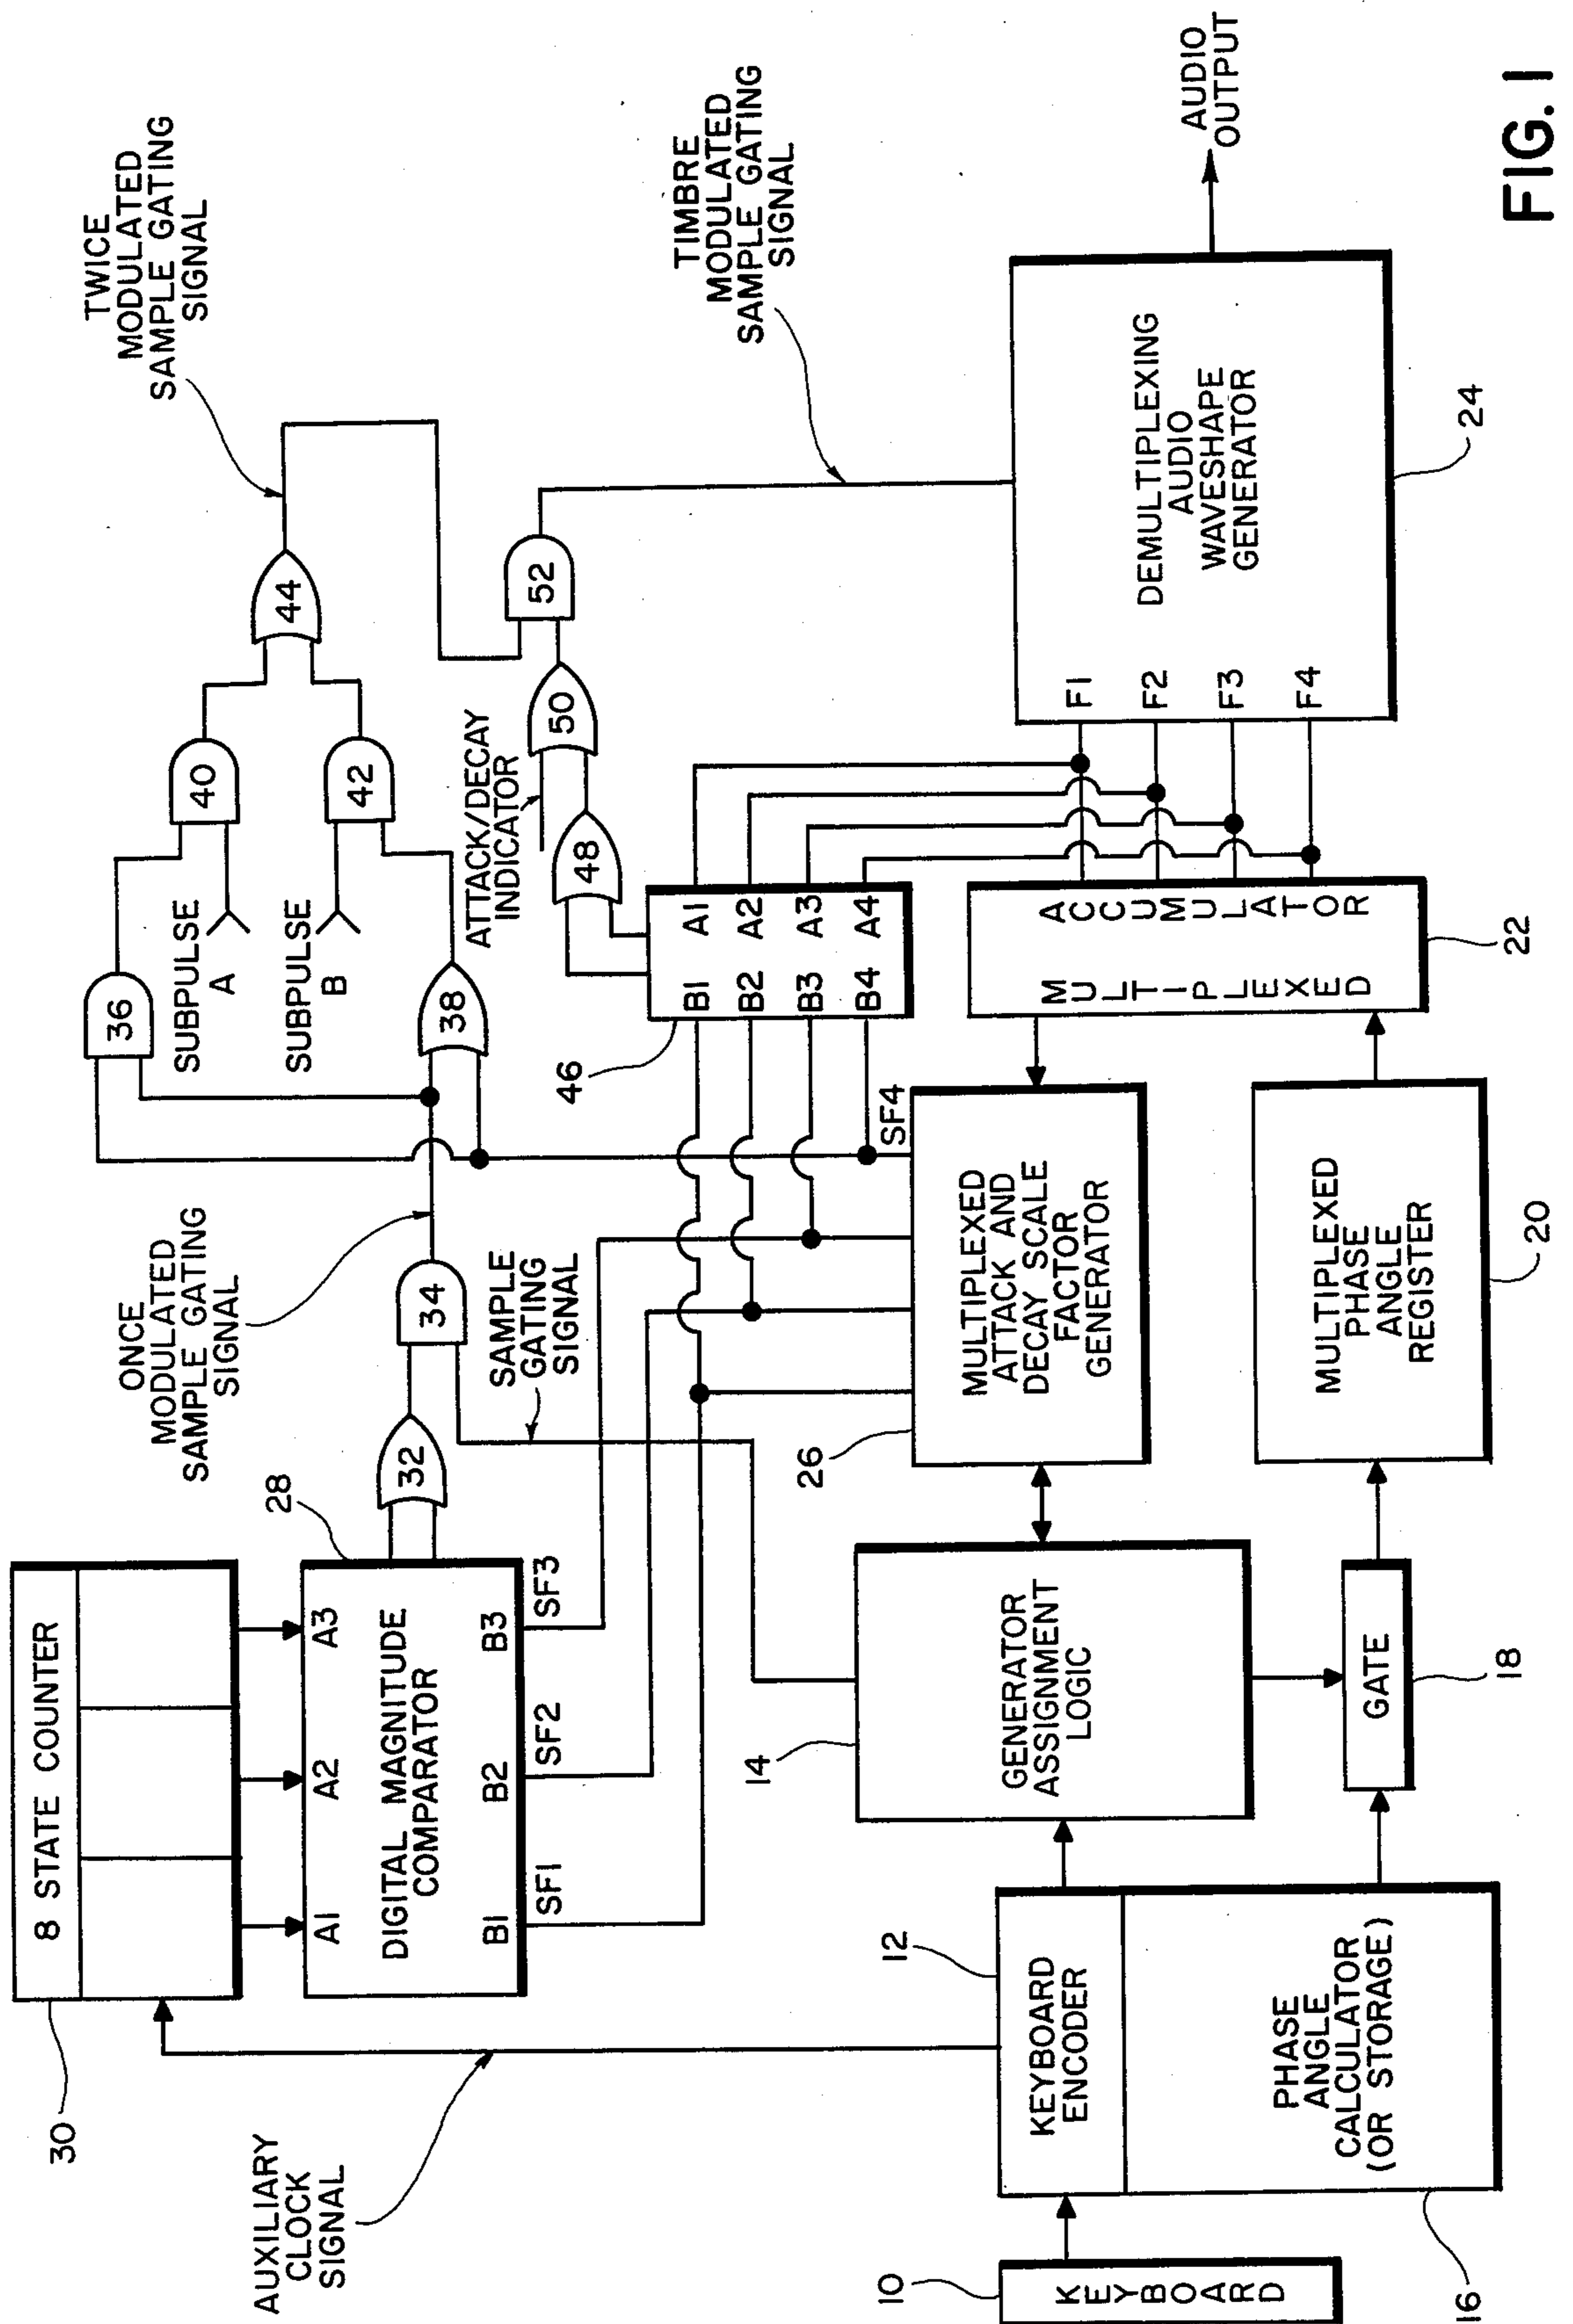 30
8 STATE COUNTER
AUXILIARY
CLOCK
SIGNAL
A1
A2
A3
DIGITAL MAGNITUDE
COMPARATOR
B1
B2
B3
28
SF1
SF2
SF3
32
34
ONCE
MODULATED
SAMPLE GATING
SIGNAL
SAMPLE
GATING
SIGNAL
36
38
SUBPULSE
A
SUBPULSE
B
40
42
44
TWICE
MODULATED
SAMPLE GATING
SIGNAL
ATTACK/DECAY
INDICATOR
48
50
52
46
B1
B2
B3
B4
A1
A2
A3
A4
SF4
TIMBRE
MODULATED
SAMPLE GATING
SIGNAL
10
KEYBOARD
12
KEYBOARD
ENCODER
PHASE
ANGLE
CALCULATOR
(OR STORAGE)
16
14
GENERATOR
ASSIGNMENT
LOGIC
GATE
18
26
MULTIPLEXED
ATTACK AND
DECAY SCALE
FACTOR
GENERATOR
MULTIPLEXED
PHASE
ANGLE
REGISTER
20
MULTIPLEXED
ACCUMULATOR
22
F1
F2
F3
F4
DEMULTIPLEXING
AUDIO
WAVESHAPE
GENERATOR
24
AUDIO
OUTPUT
FIG. 1